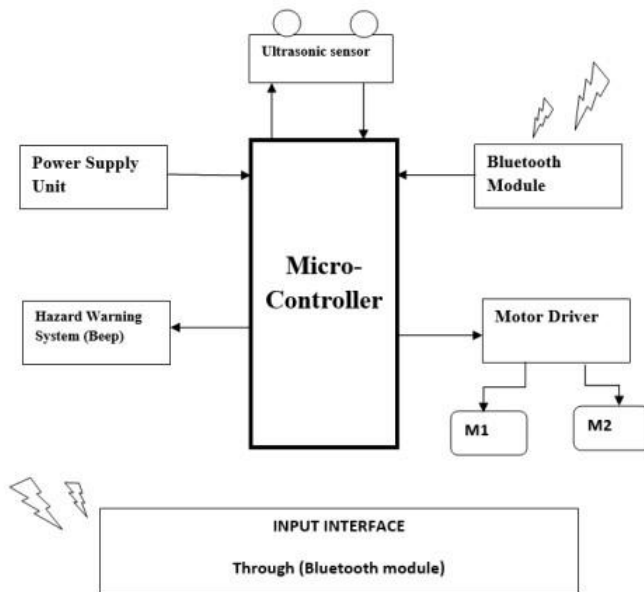 Ultrasonic sensor
Power Supply
Unit
Bluetooth
Module
Micro-
Controller
Hazard Warning
System (Beep)
Motor Driver
M1
M2
INPUT INTERFACE
Through (Bluetooth module)